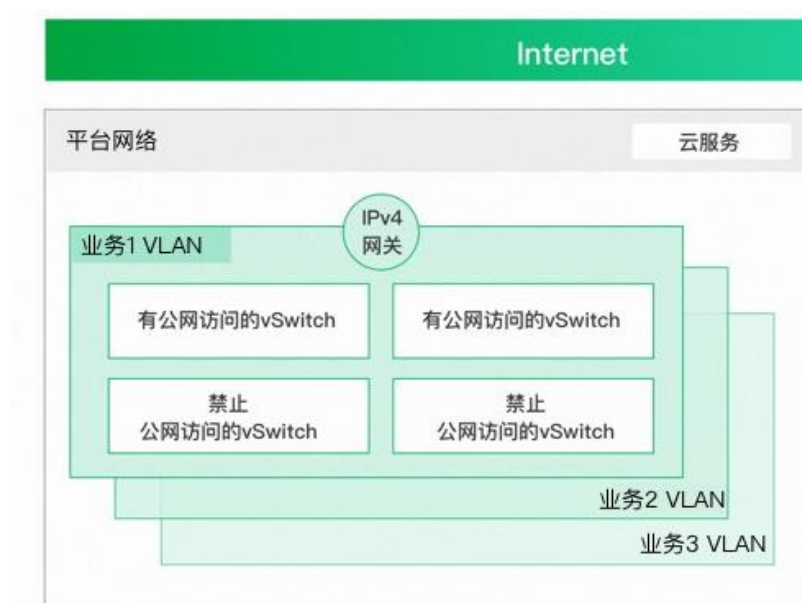 Internet
平台网络
云服务
IPv4
网关
业务1 VLAN
有公网访问的vSwitch
有公网访问的vSwitch
禁止
公网访问的vSwitch
禁止
公网访问的vSwitch
业务2 VLAN
业务3 VLAN